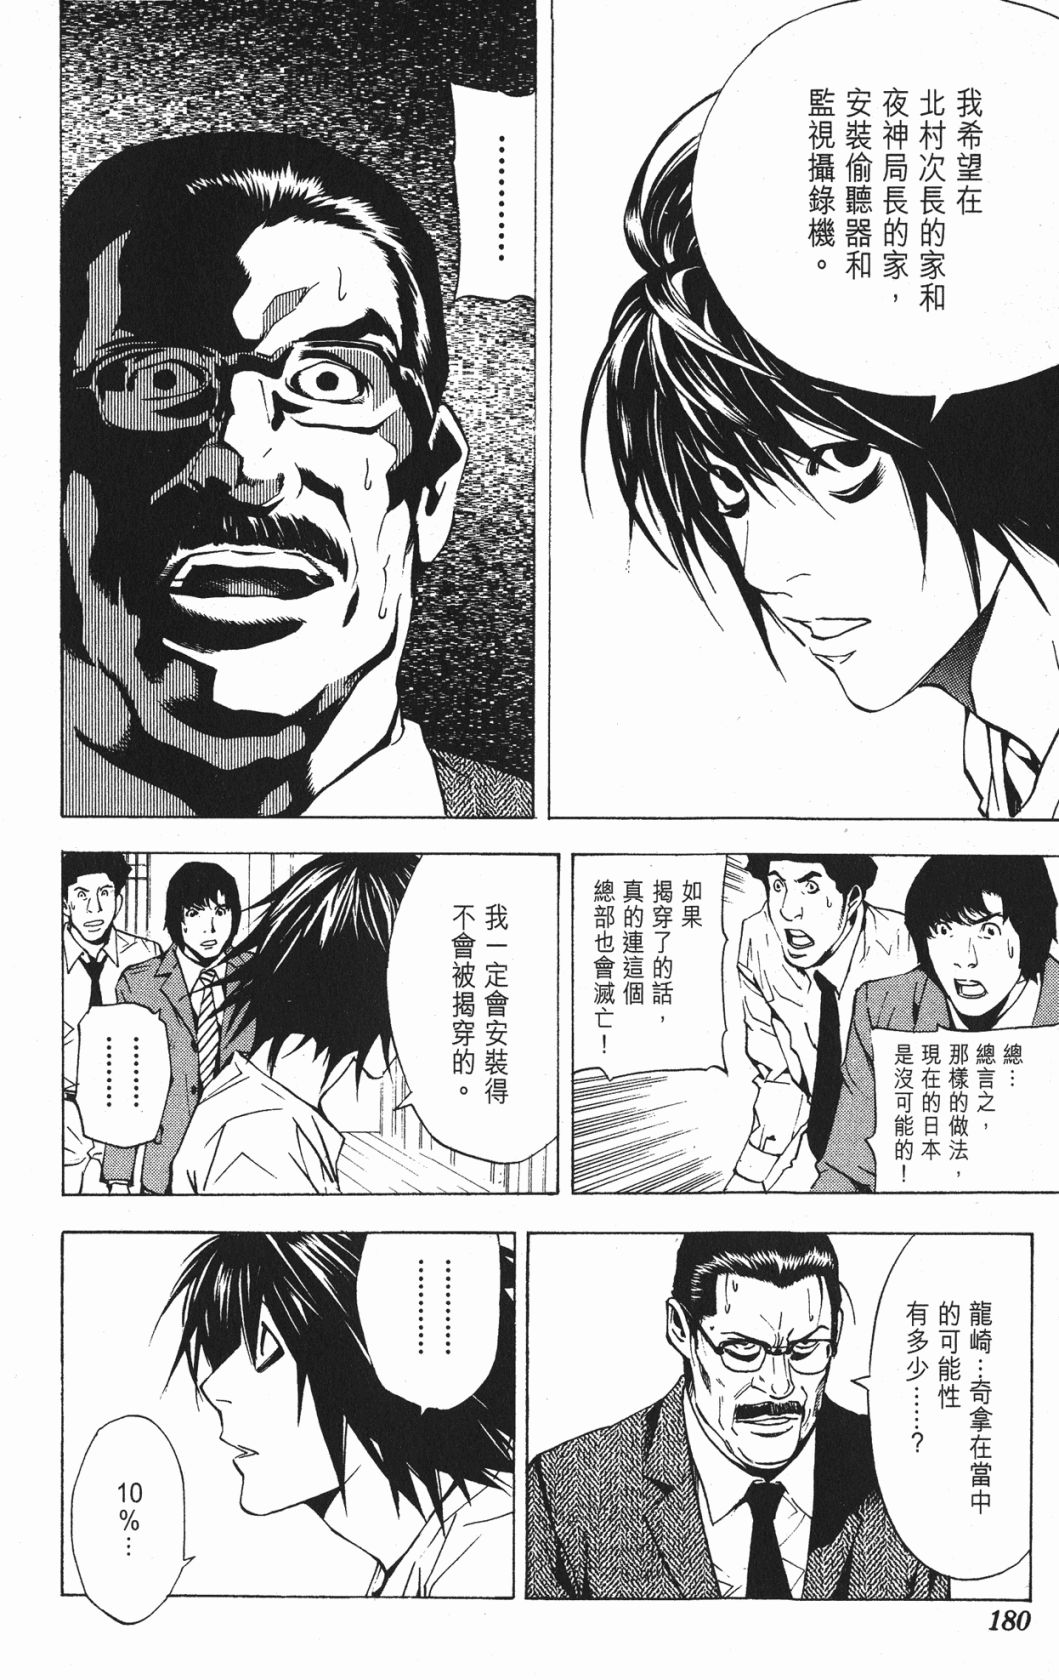 我希望在
北村次長的家和
夜神局長的家，
安裝偷聽器和
監視攝錄機。
………
總…
總言之，
那樣的做法，
現在的日本
是沒可能的！
如果
揭穿了的話，
真的連這個
總部也會滅亡！
我一定會安裝得
不會被揭穿的。
………
………
龍崎…奇拿在當中
的可能性
有多少……？
………
………
10%…
180